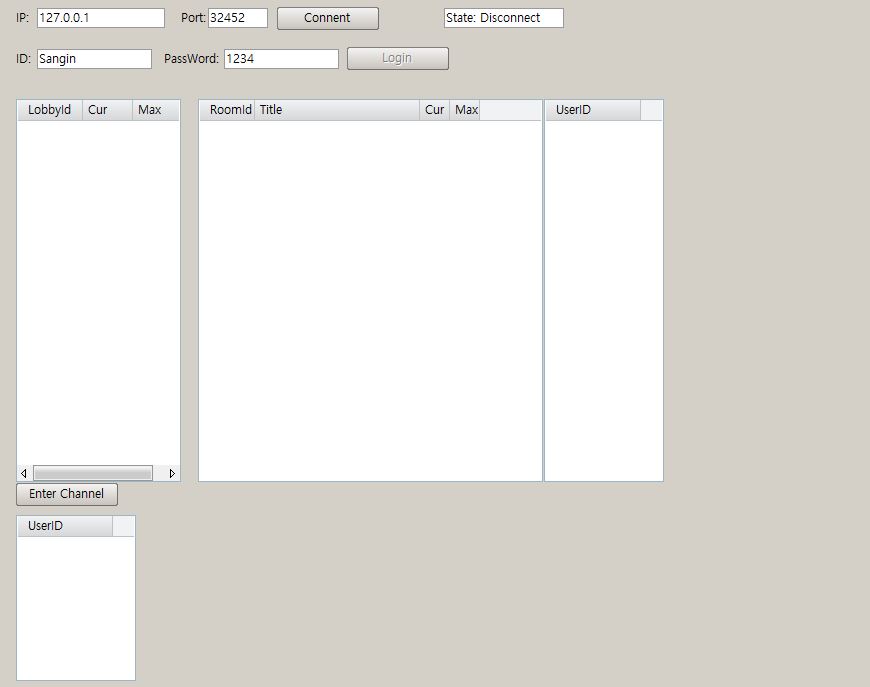 IP: 127.0.0.1 Port: 32452 Connent State: Disconnect
ID: Sangin PassWord: 1234 Login
LobbyId Cur Max RoomId Title Cur Max UserID
Enter Channel
UserID